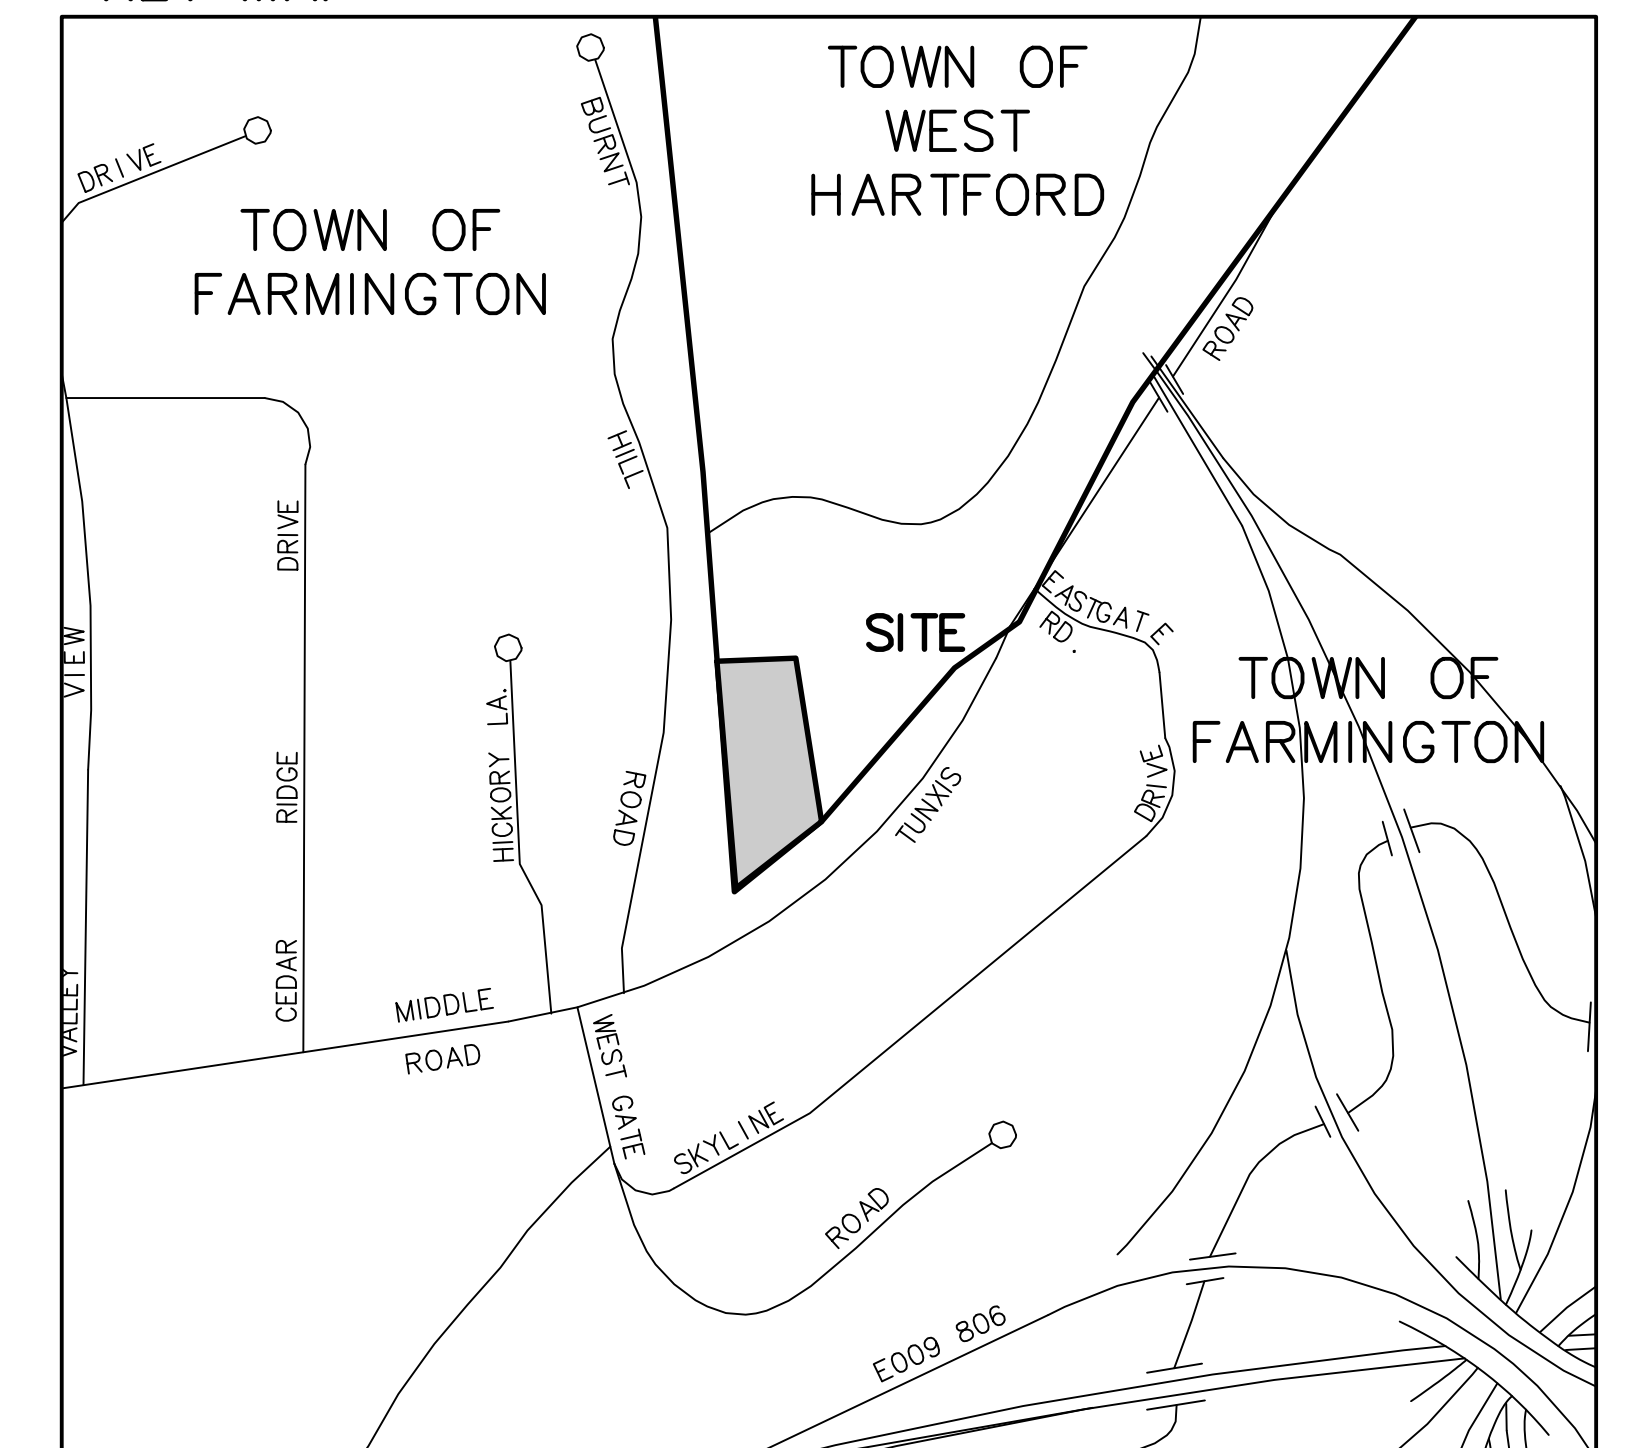 TOWN OF
WEST
HARTFORD
BURNT
DRIVE
TOWN OF
FARMINGTON
ROAD
HILL
DRIVE
EASTGATE
RD.
SITE
VIEW
TOWN OF
FARMINGTON
HICKORY LA.
RIDGE
ROAD
TUNXIS
DRIVE
CEDAR
VALLEY
MIDDLE
ROAD
WEST GATE
SKYLINE
ROAD
E009 806